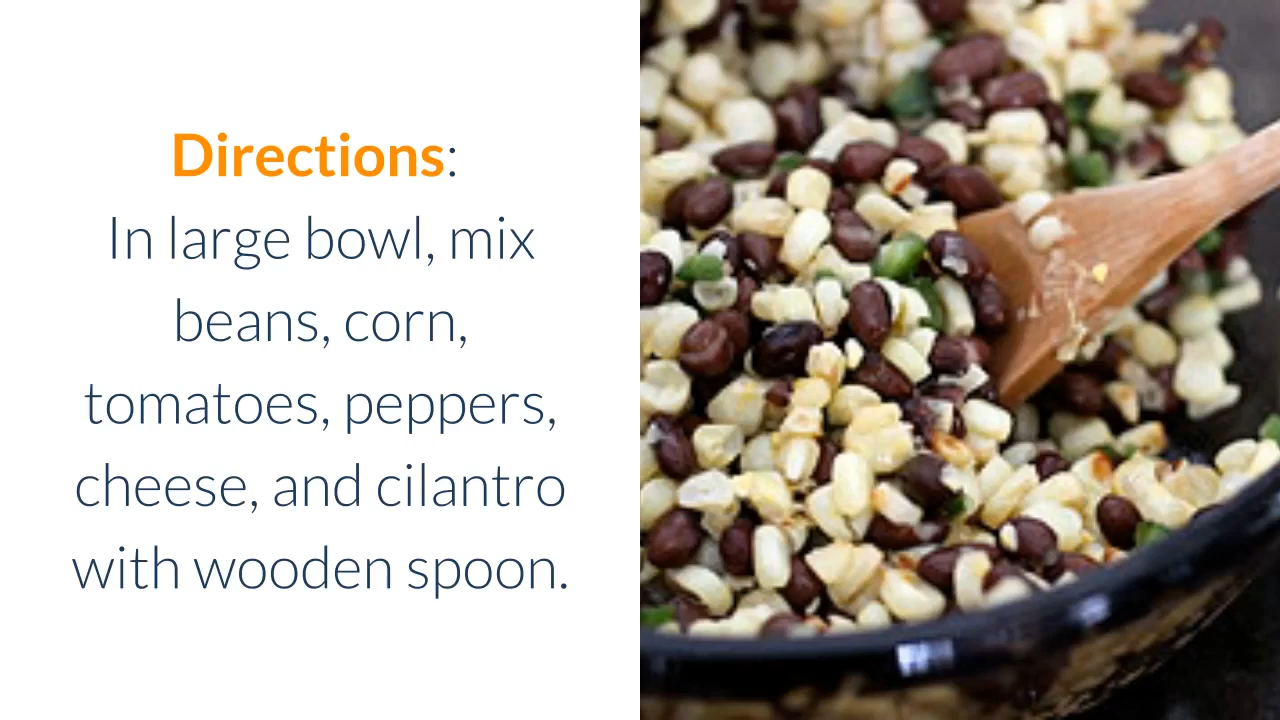 Directions:
In large bowl, mix
beans, corn,
tomatoes, peppers,
cheese, and cilantro
with wooden spoon.